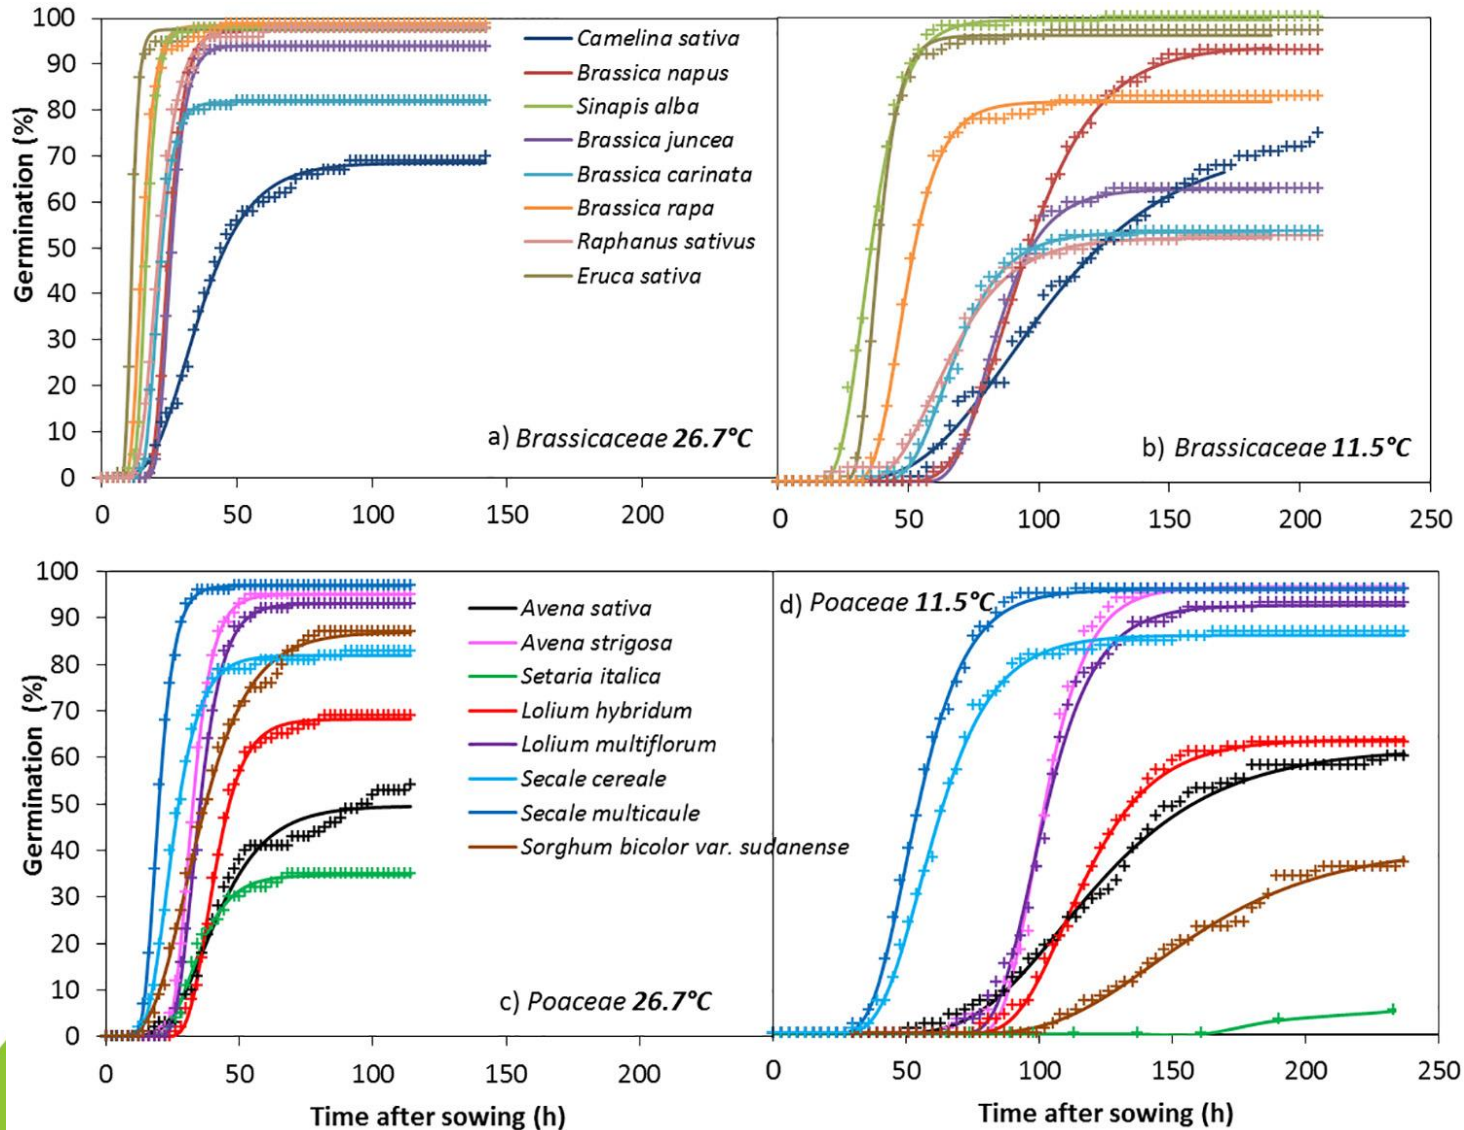 100
90
80
70
60
50
40
30
20
10
0
Germination (%)
Camelina sativa
Brassica napus
Sinapis alba
Brassica juncea
Brassica carinata
Brassica rapa
Raphanus sativus
Eruca sativa
a) Brassicaceae 26.7°C
0 50 100 150 200
b) Brassicaceae 11.5°C
0 50 100 150 200 250
100
90
80
70
60
50
40
30
20
10
0
Germination (%)
Avena sativa
Avena strigosa
Setaria italica
Lolium hybridum
Lolium multiflorum
Secale cereale
Secale multicaule
Sorghum bicolor var. sudanense
c) Poaceae 26.7°C
0 50 100 150 200
Time after sowing (h)
d) Poaceae 11.5°C
0 50 100 150 200 250
Time after sowing (h)